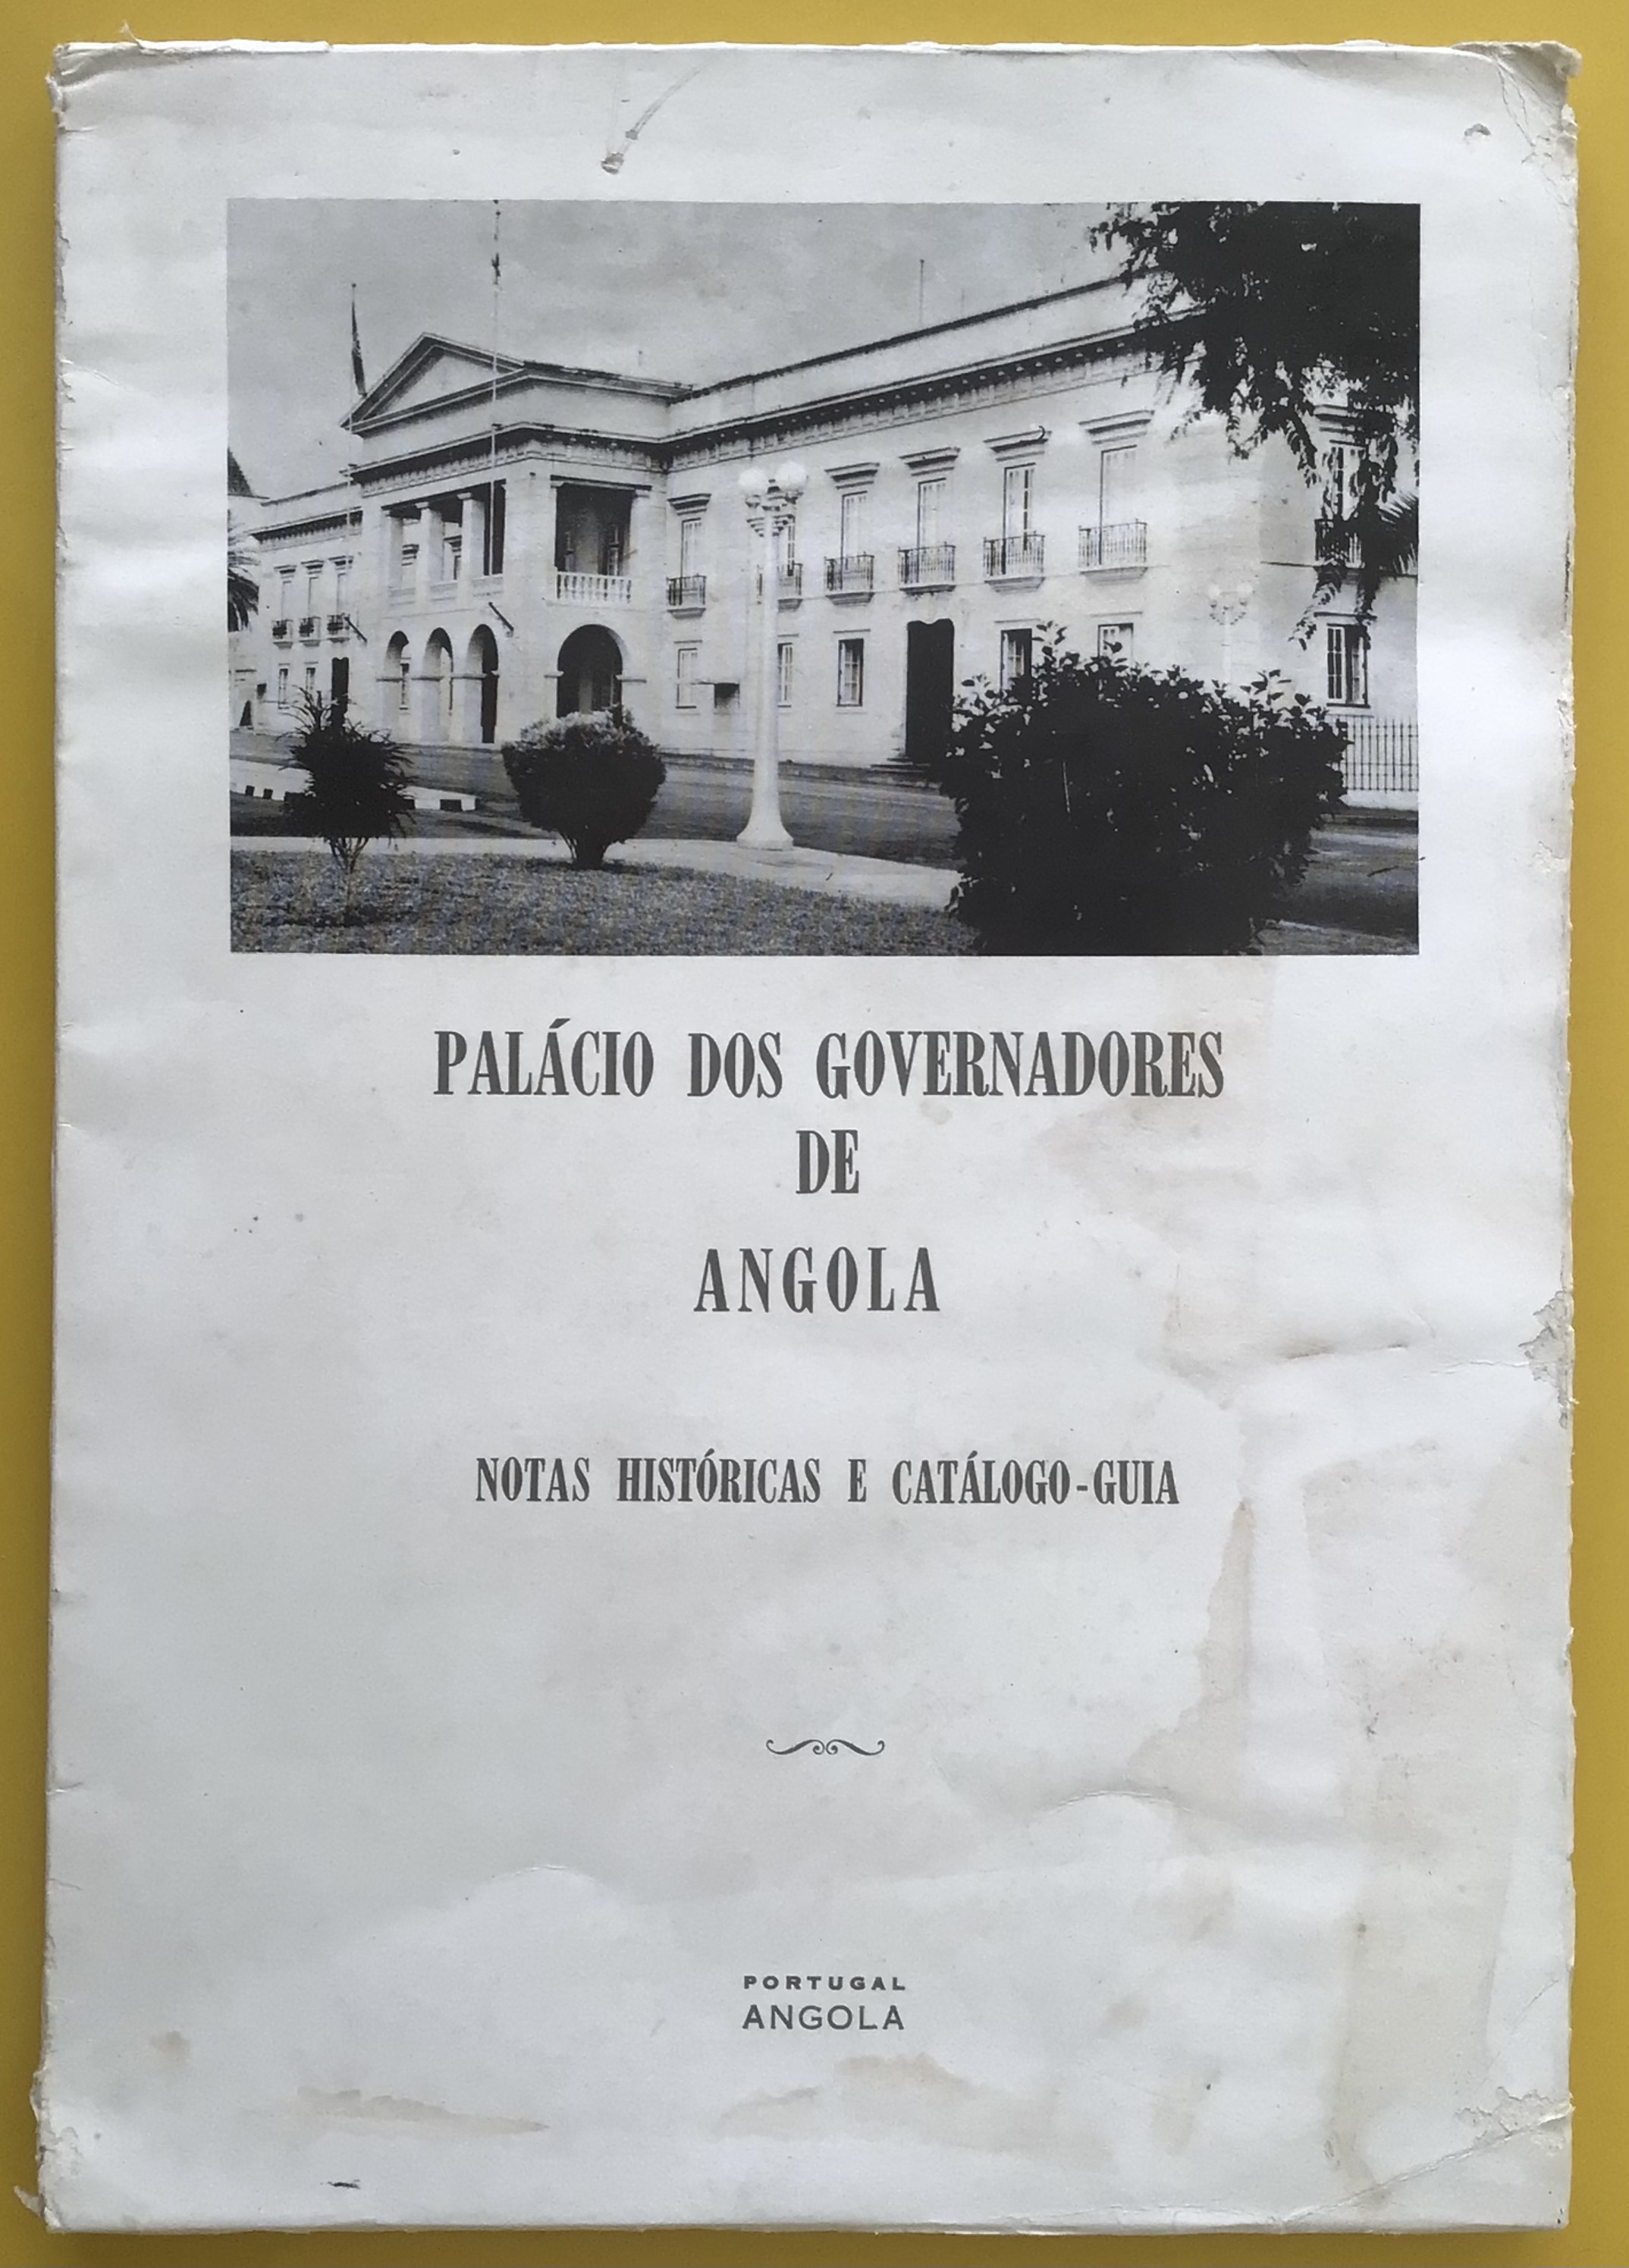 PALÁCIO DOS GOVERNADORES
DE
ANGOLA
NOTAS HISTÓRICAS E CATÁLOGO-GUIA
PORTUGAL
ANGOLA